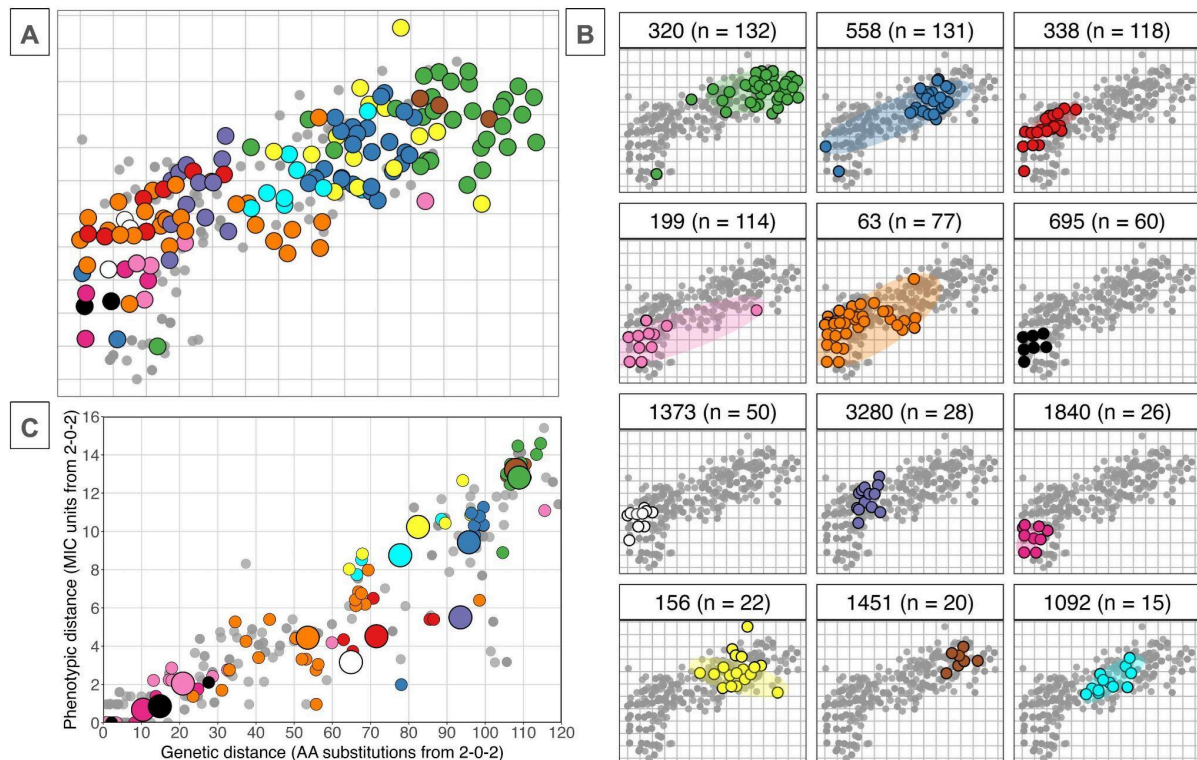 A
B
320 (n = 132)
558 (n = 131)
338 (n = 118)
199 (n = 114)
63 (n = 77)
695 (n = 60)
1373 (n = 50)
3280 (n = 28)
1840 (n = 26)
156 (n = 22)
1451 (n = 20)
1092 (n = 15)
C
Phenotypic distance (MIC units from 2-0-2)
16
14
12
10
8
6
4
2
0
0 10 20 30 40 50 60 70 80 90 100 110 120
Genetic distance (AA substitutions from 2-0-2)